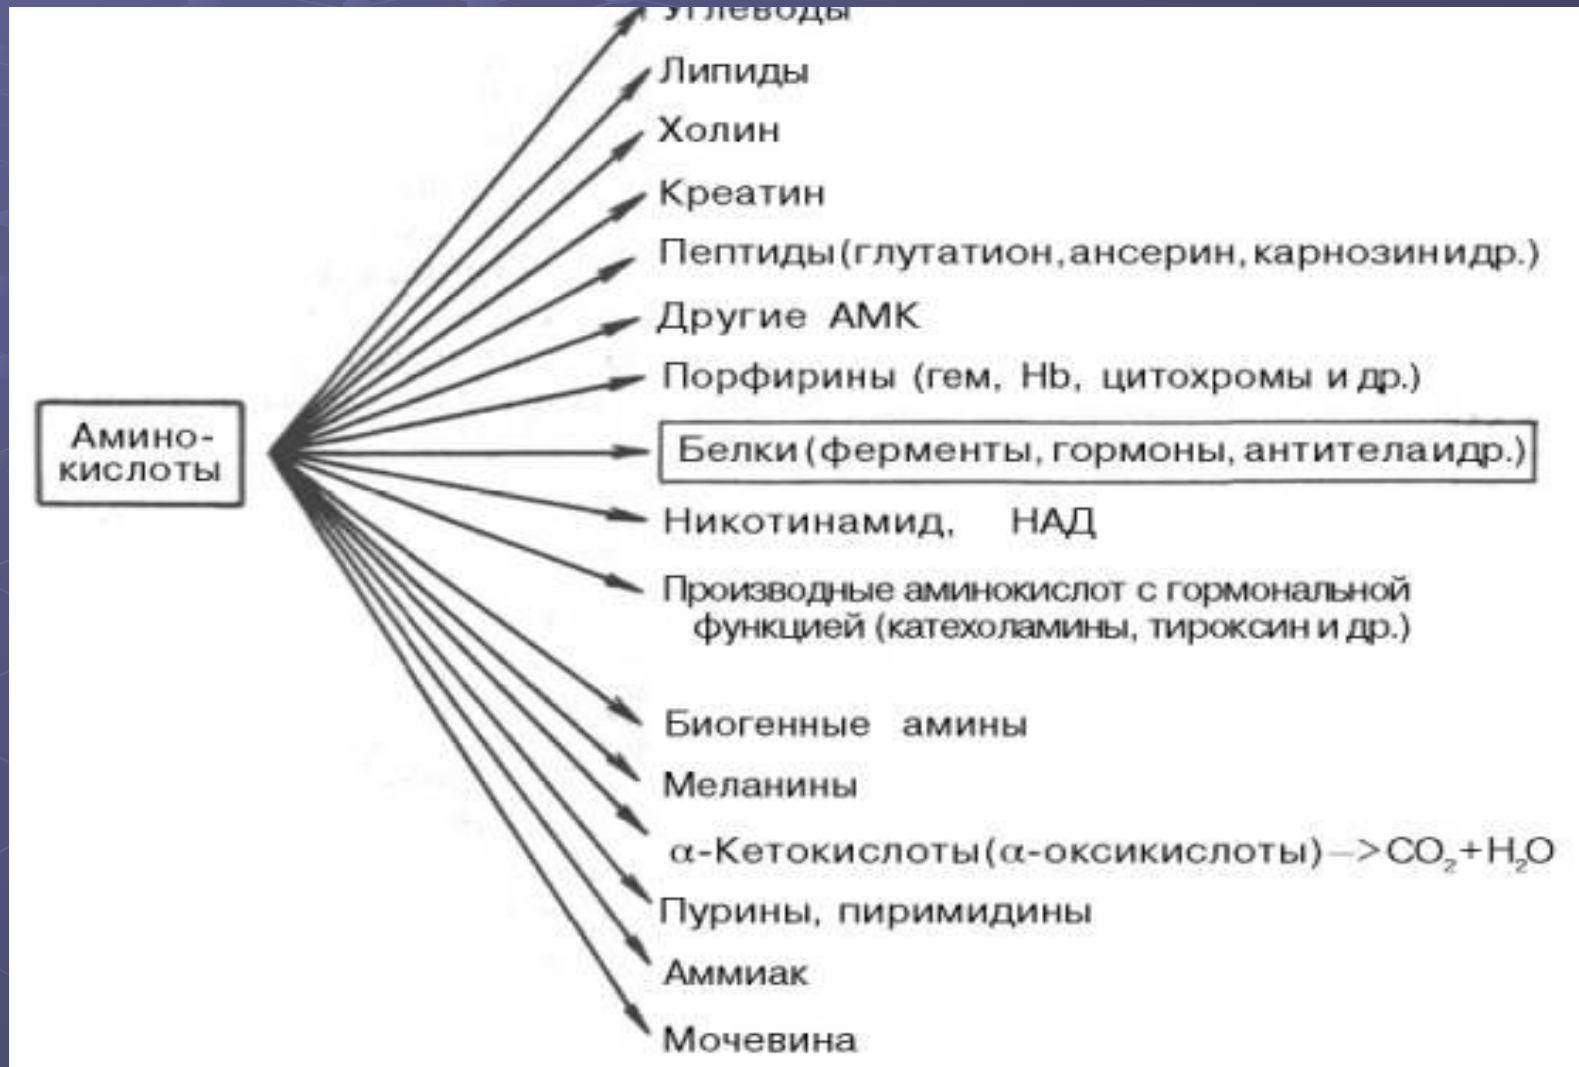 Углеводы
Липиды
Холин
Креатин
Пептиды (глутатион, ансерин, карнозин и др.)
Другие АМК
Порфирины (гем, Hb, цитохромы и др.)
Амино-
кислоты
Белки (ферменты, гормоны, антитела и др.)
Никотинамид, НАД
Производные аминокислот с гормональной
функцией (катехоламины, тироксин и др.)
Биогенные амины
Меланины
α-Кетокислоты (α-оксикислоты) –>CO₂+H₂O
Пурины, пиримидины
Аммиак
Мочевина